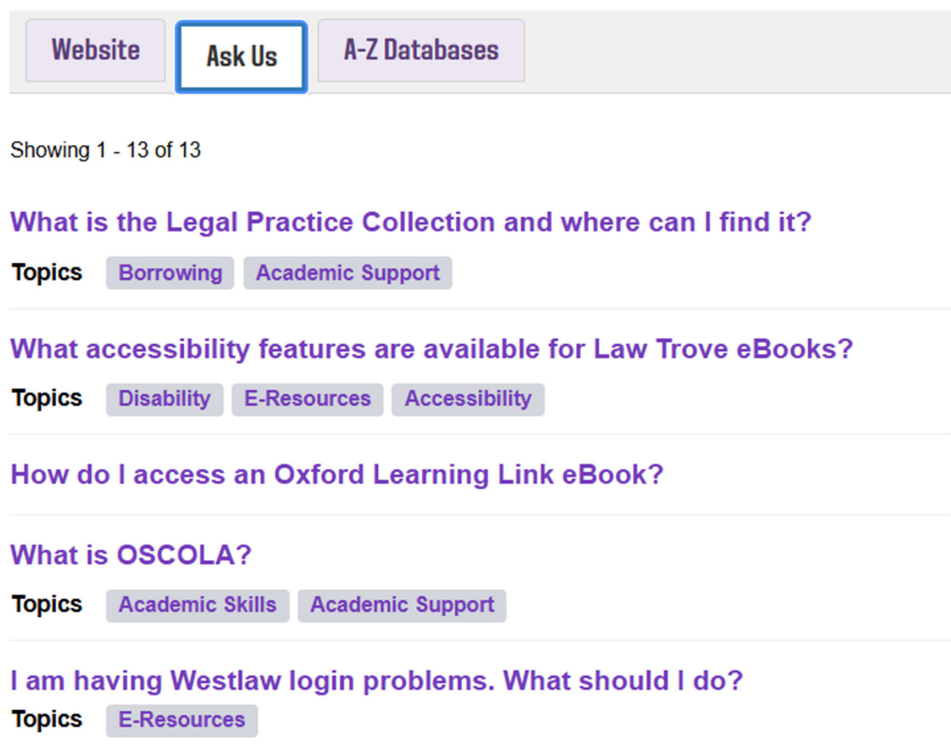 Website Ask Us A-Z Databases
Showing 1 - 13 of 13
What is the Legal Practice Collection and where can I find it?
Topics Borrowing Academic Support
What accessibility features are available for Law Trove eBooks?
Topics Disability E-Resources Accessibility
How do I access an Oxford Learning Link eBook?
What is OSCOLA?
Topics Academic Skills Academic Support
I am having Westlaw login problems. What should I do?
Topics E-Resources